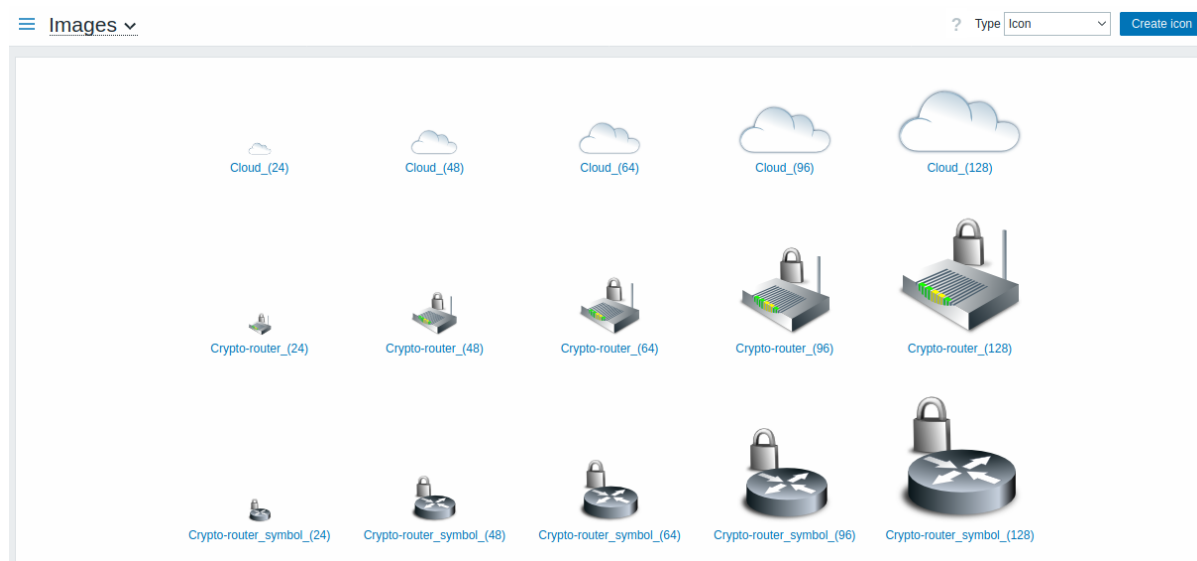 Images
? Type Icon Create icon
Cloud_(24) Cloud_(48) Cloud_(64) Cloud_(96) Cloud_(128)
Crypto-router_(24) Crypto-router_(48) Crypto-router_(64) Crypto-router_(96) Crypto-router_(128)
Crypto-router_symbol_(24) Crypto-router_symbol_(48) Crypto-router_symbol_(64) Crypto-router_symbol_(96) Crypto-router_symbol_(128)